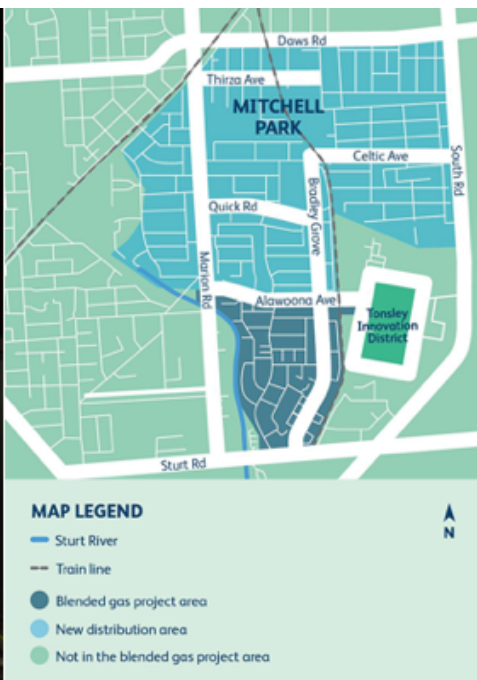 Daws Rd
Thirza Ave
MITCHELL
PARK
Celtic Ave
South Rd
Bradley Grove
Quick Rd
Marion Rd
Alawoona Ave
Tonsley
Innovation
District
Sturt Rd
MAP LEGEND
N
Sturt River
Train line
Blended gas project area
New distribution area
Not in the blended gas project area